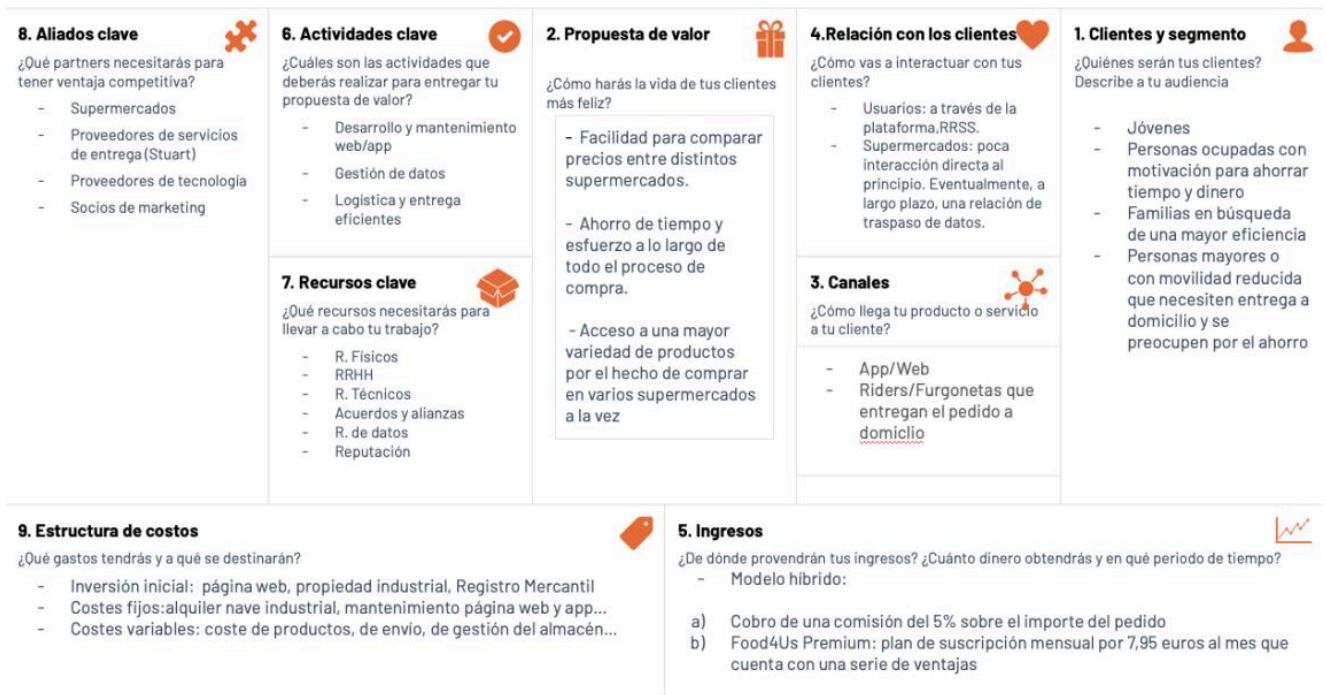 8. Aliados clave
¿Qué partners necesitarás para
tener ventaja competitiva?
- Supermercados
- Proveedores de servicios
de entrega (Stuart)
- Proveedores de tecnología
- Socios de marketing
6. Actividades clave
¿Cuáles son las actividades que
deberás realizar para entregar tu
propuesta de valor?
- Desarrollo y mantenimiento
web/app
- Gestión de datos
- Logística y entrega
eficientes
7. Recursos clave
¿Qué recursos necesitarás para
llevar a cabo tu trabajo?
- R. Físicos
- RRHH
- R. Técnicos
- Acuerdos y alianzas
- R. de datos
- Reputación
2. Propuesta de valor
¿Cómo harás la vida de tus clientes
más feliz?
- Facilidad para comparar
precios entre distintos
supermercados.
- Ahorro de tiempo y
esfuerzo a lo largo de
todo el proceso de
compra.
- Acceso a una mayor
variedad de productos
por el hecho de comprar
en varios supermercados
a la vez
4.Relación con los clientes
¿Cómo vas a interactuar con tus
clientes?
- Usuarios: a través de la
plataforma,RRSS.
- Supermercados: poca
interacción directa al
principio. Eventualmente, a
largo plazo, una relación de
traspaso de datos.
3. Canales
¿Cómo llega tu producto o servicio
a tu cliente?
- App/Web
- Riders/Furgonetas que
entregan el pedido a
domiclio
1. Clientes y segmento
¿Quiénes serán tus clientes?
Describe a tu audiencia
- Jóvenes
- Personas ocupadas con
motivación para ahorrar
tiempo y dinero
- Familias en búsqueda
de una mayor eficiencia
- Personas mayores o
con movilidad reducida
que necesiten entrega a
domicilio y se
preocupen por el ahorro
9. Estructura de costos
¿Qué gastos tendrás y a qué se destinarán?
- Inversión inicial: página web, propiedad industrial, Registro Mercantil
- Costes fijos:alquiler nave industrial, mantenimiento página web y app...
- Costes variables: coste de productos, de envío, de gestión del almacén...
5. Ingresos
¿De dónde provendrán tus ingresos? ¿Cuánto dinero obtendrás y en qué periodo de tiempo?
- Modelo híbrido:
a) Cobro de una comisión del 5% sobre el importe del pedido
b) Food4Us Premium: plan de suscripción mensual por 7,95 euros al mes que
cuenta con una serie de ventajas